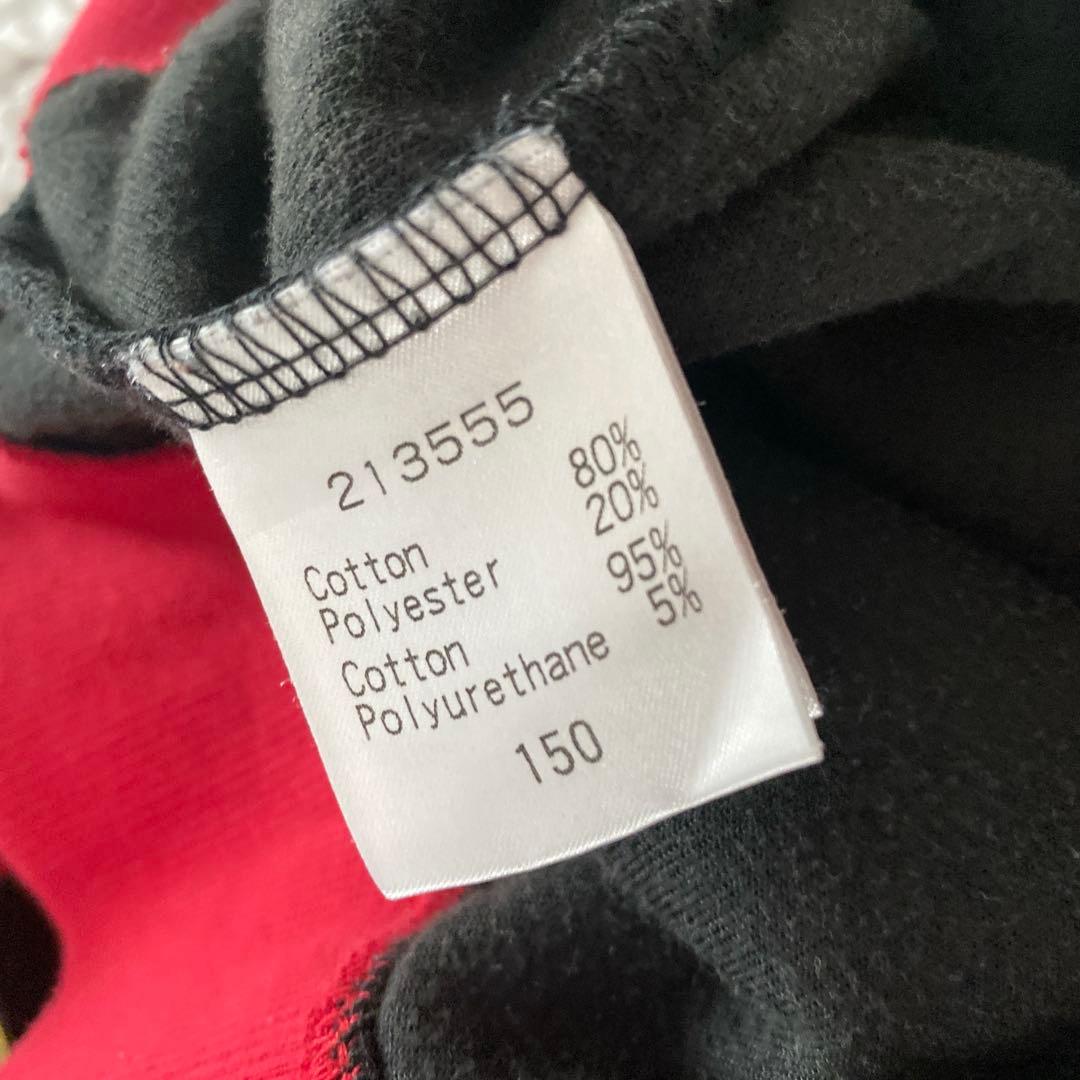 213555
Cotton 80%
Polyester 20%
Cotton 95%
Polyurethane 5%
150